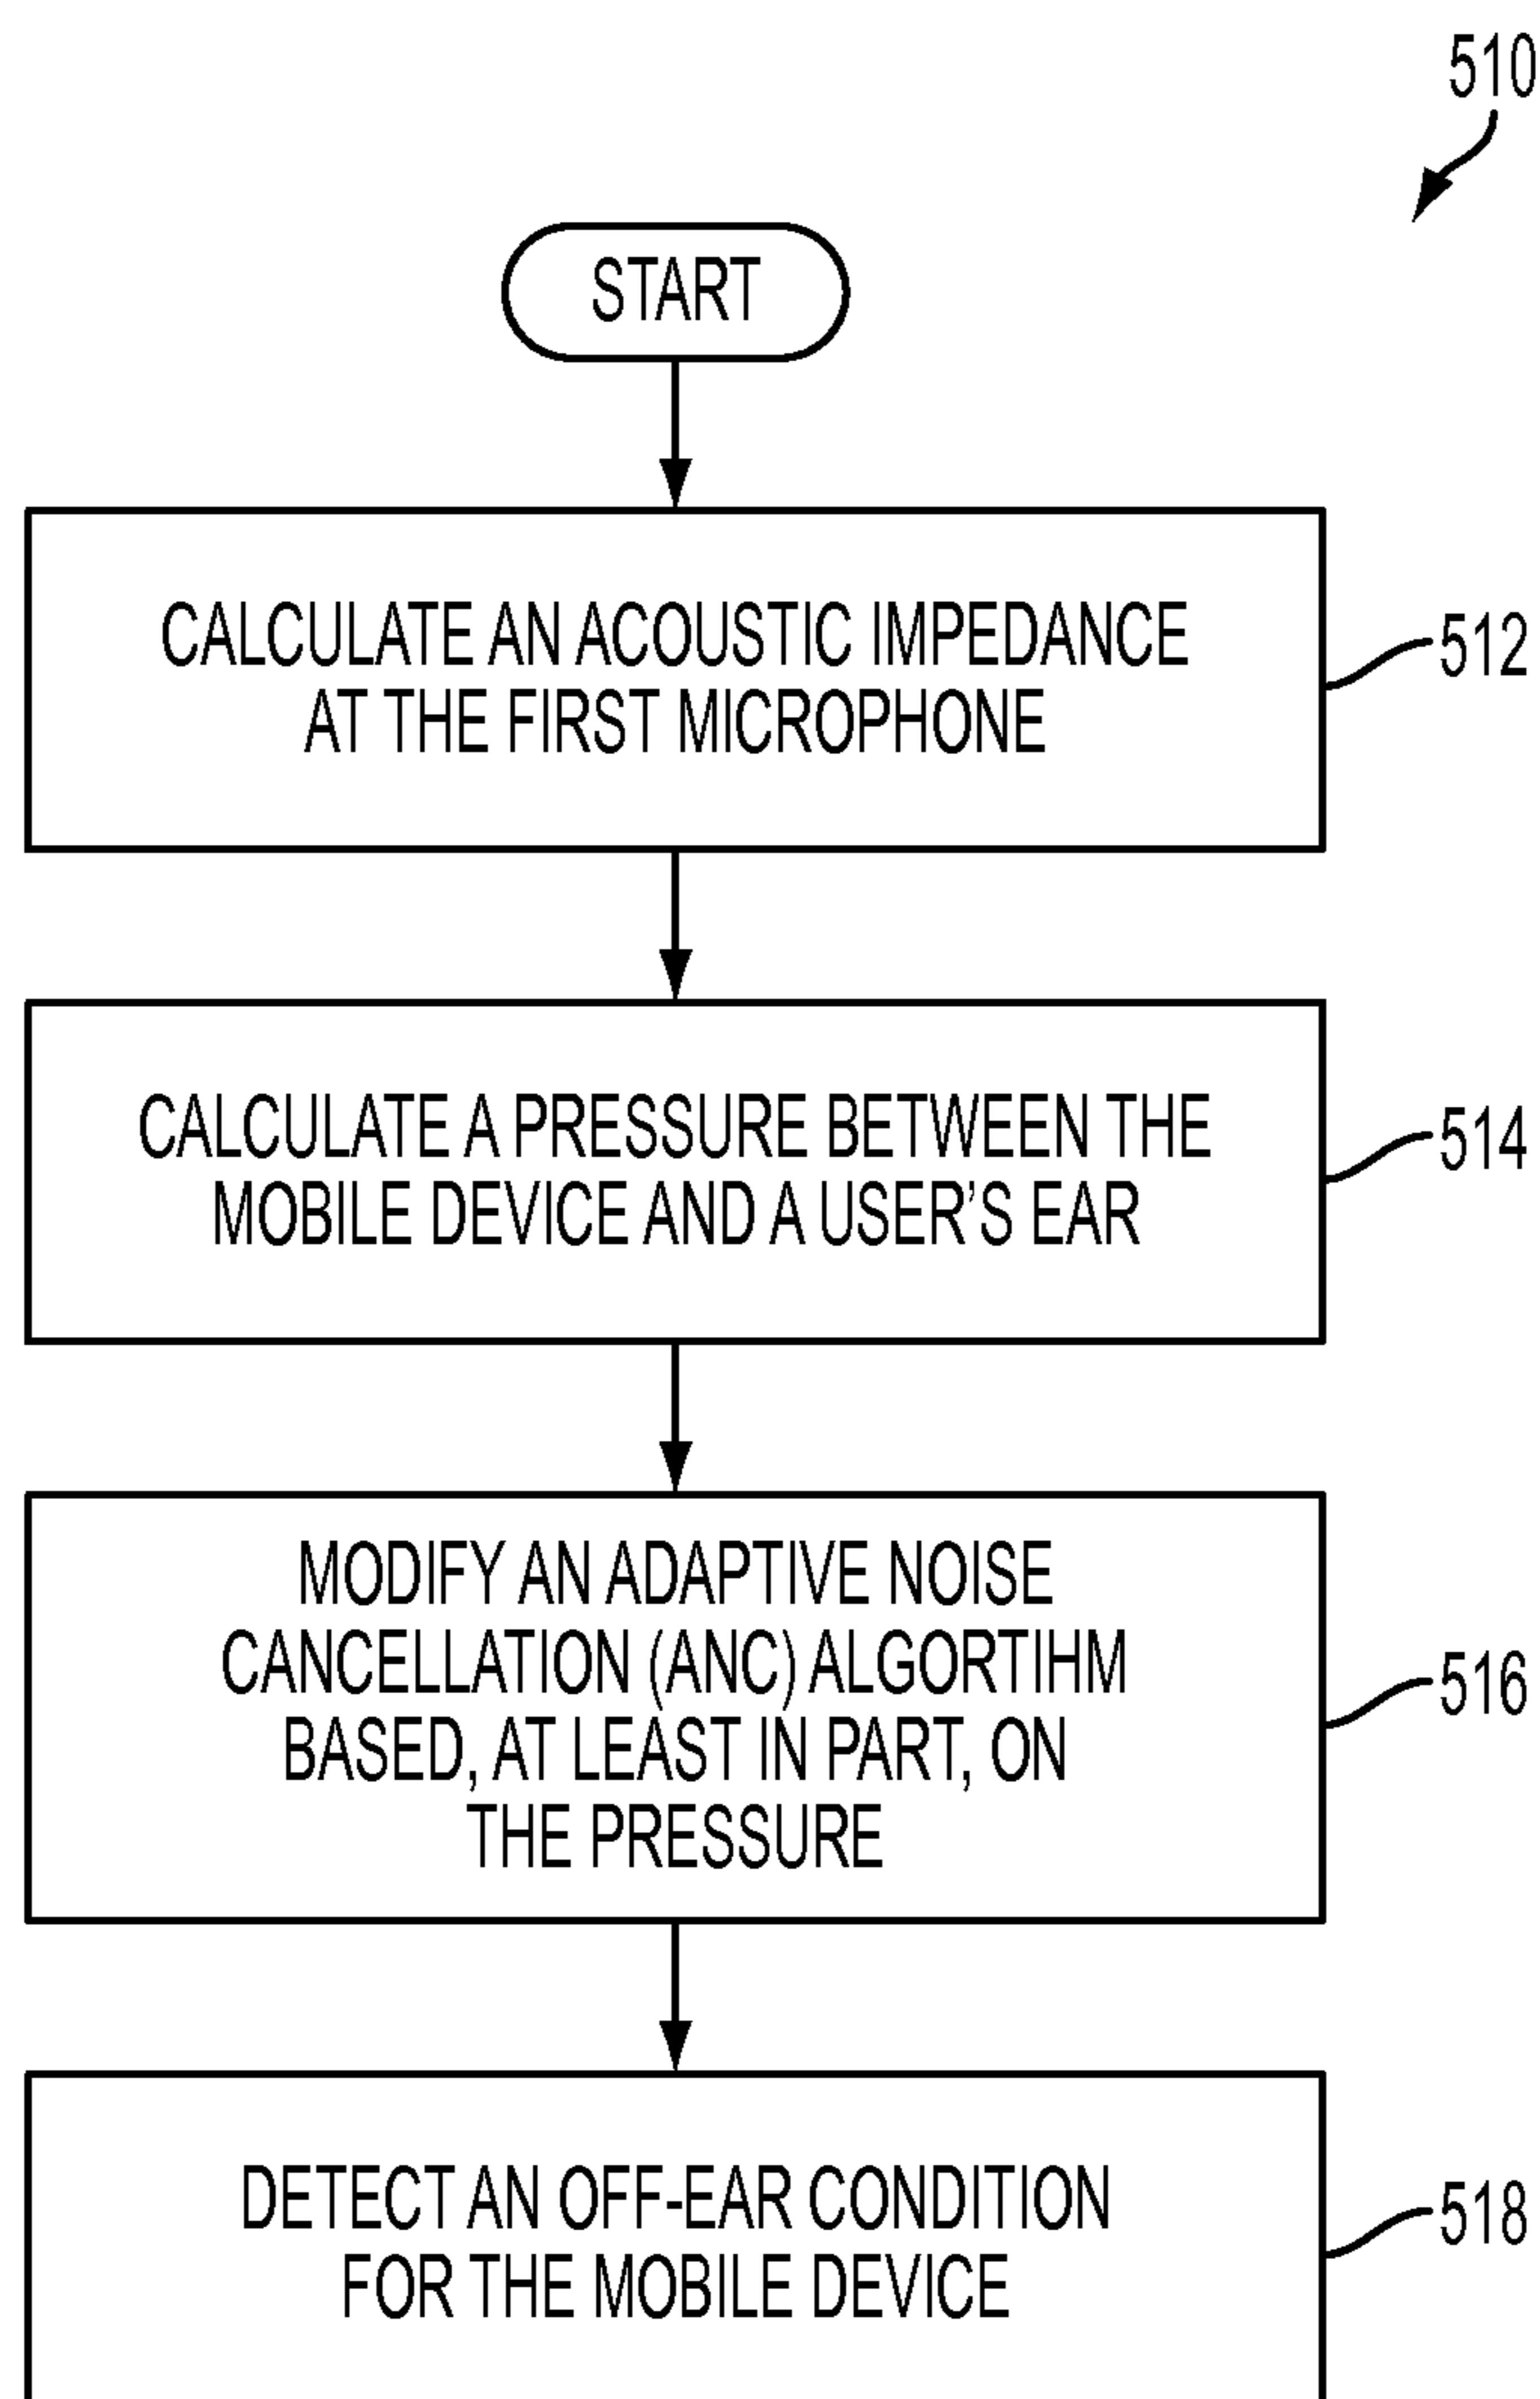 510
START
CALCULATE AN ACOUSTIC IMPEDANCE
AT THE FIRST MICROPHONE
512
CALCULATE A PRESSURE BETWEEN THE
MOBILE DEVICE AND A USER'S EAR
514
MODIFY AN ADAPTIVE NOISE
CANCELLATION (ANC) ALGORTIHM
BASED, AT LEAST IN PART, ON
THE PRESSURE
516
DETECT AN OFF-EAR CONDITION
FOR THE MOBILE DEVICE
518